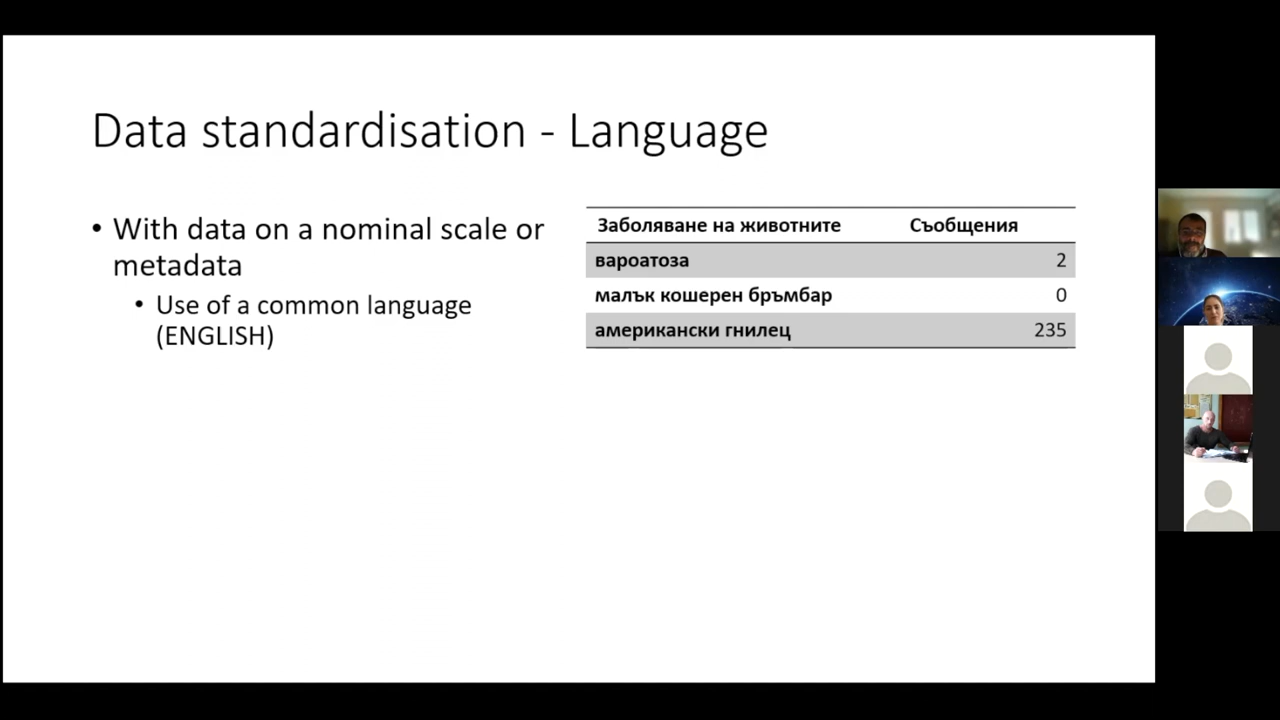 Data standardisation - Language
• With data on a nominal scale or
metadata
• Use of a common language
(ENGLISH)
Заболяване на животните Съобщения
вароатоза 2
малък кошерен бръмбар 0
американски гнилец 235